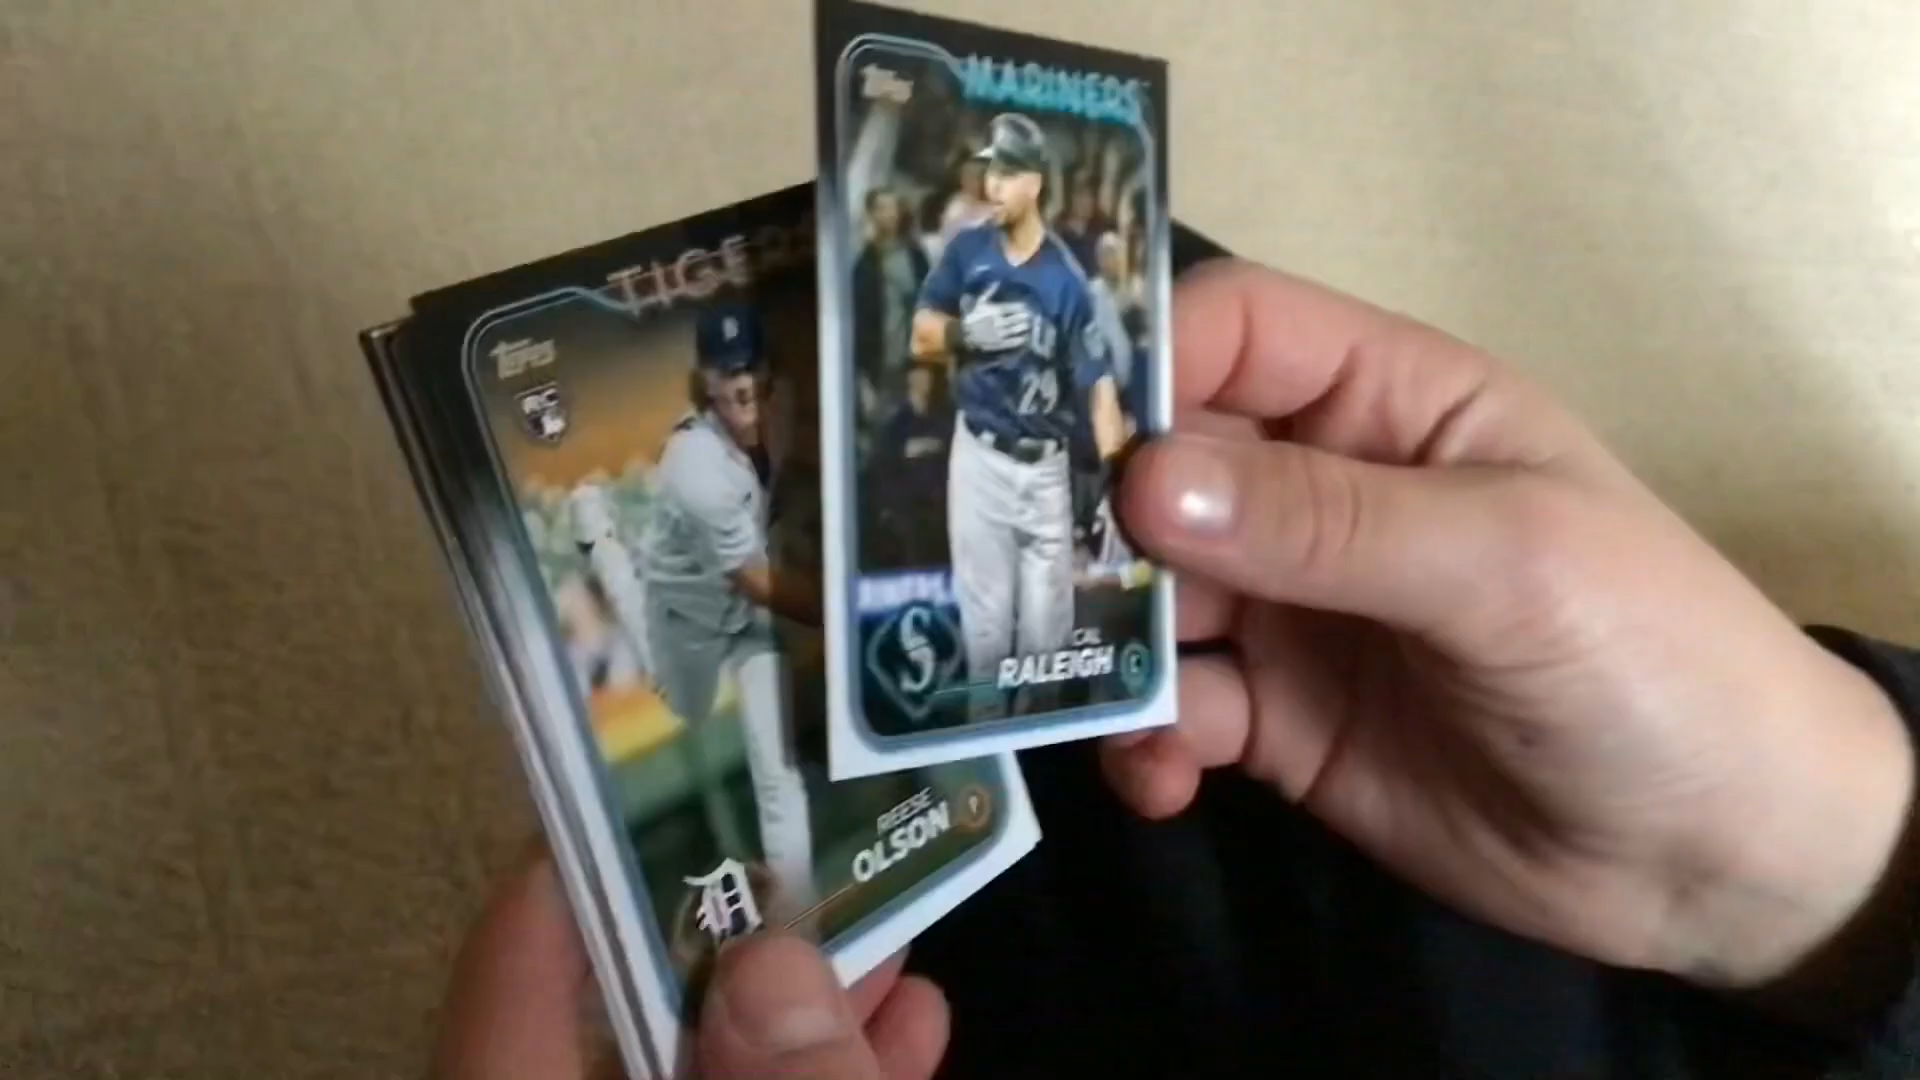 Topps
MARINERS
29
S
CAL
RALEIGH C
TIGE
Topps
RC
D
REESE
OLSON P